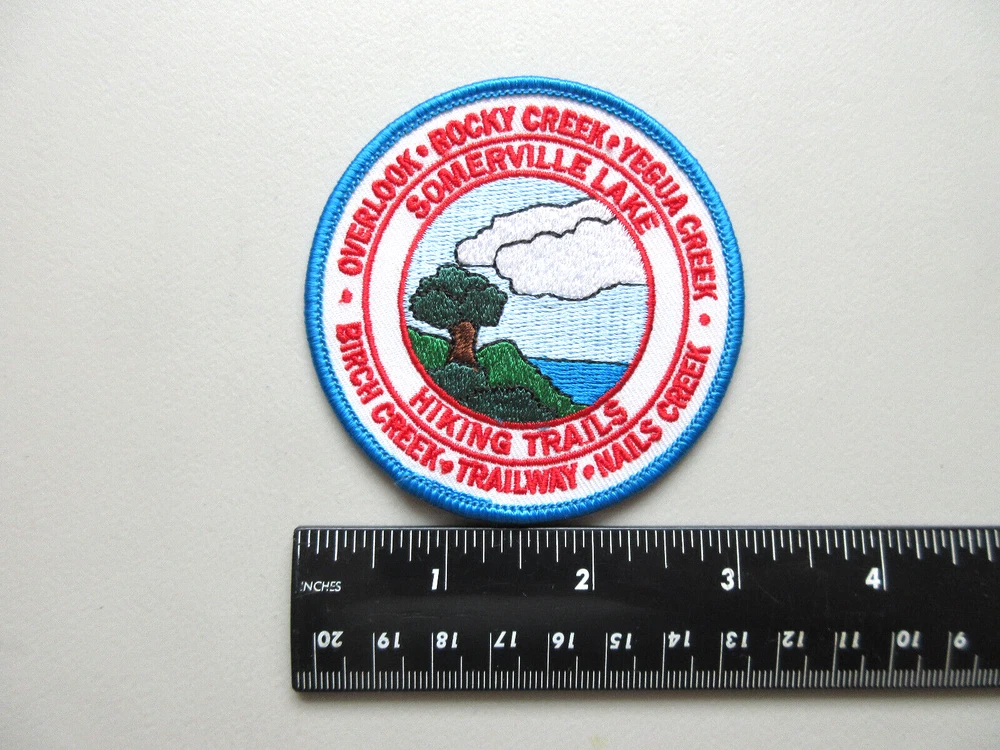 OVERLOOK • ROCKY CREEK • YEGUA CREEK •
SOMERVILLE LAKE
HIKING TRAILS
BIRCH CREEK • TRAILWAY • NAILS CREEK •
1 2 3 4
INCHES
20 19 18 17 16 15 14 13 12 11 10 9